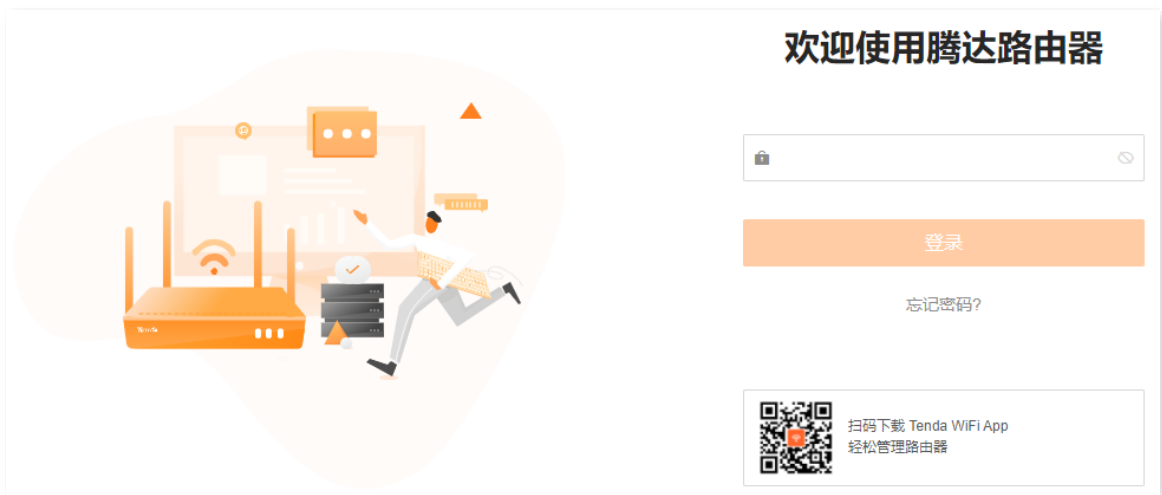 欢迎使用腾达路由器
Tenda
登录
忘记密码?
扫码下载 Tenda WiFi App
轻松管理路由器